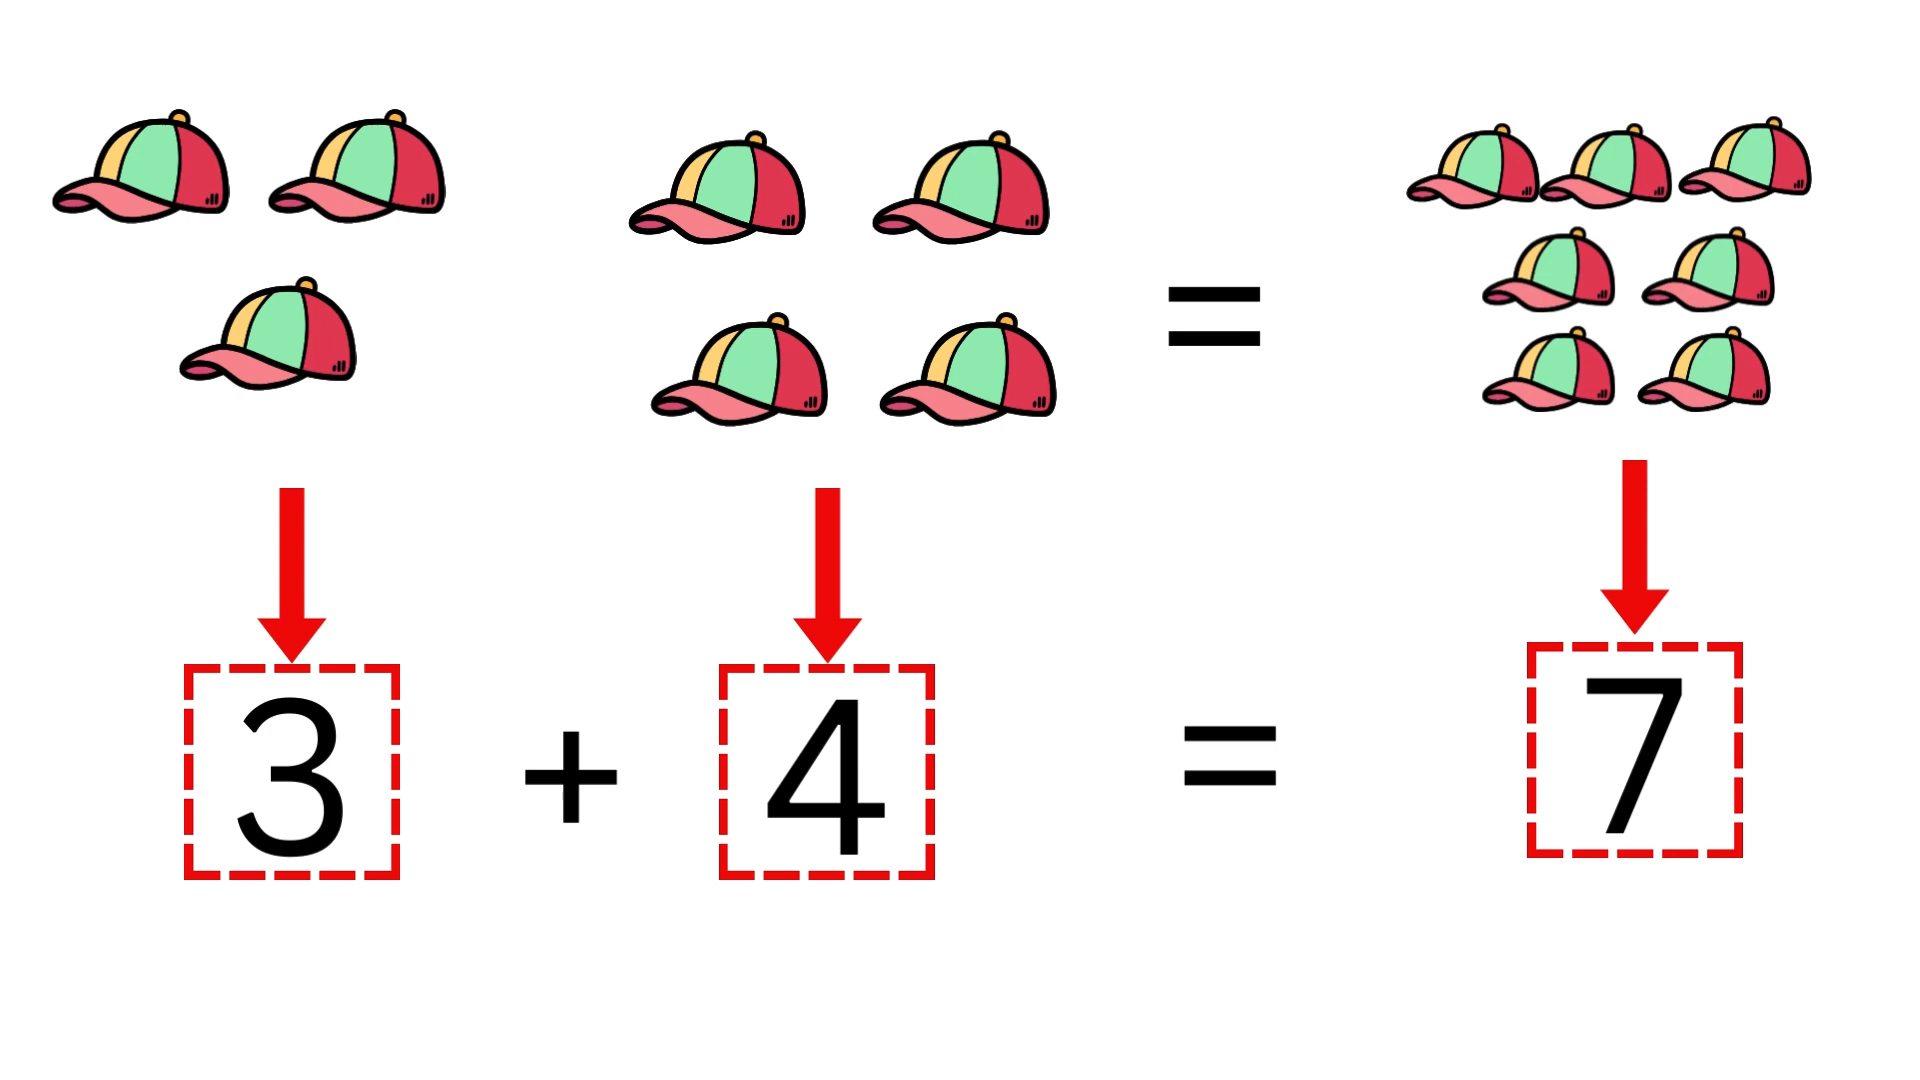 =
3 + 4 = 7